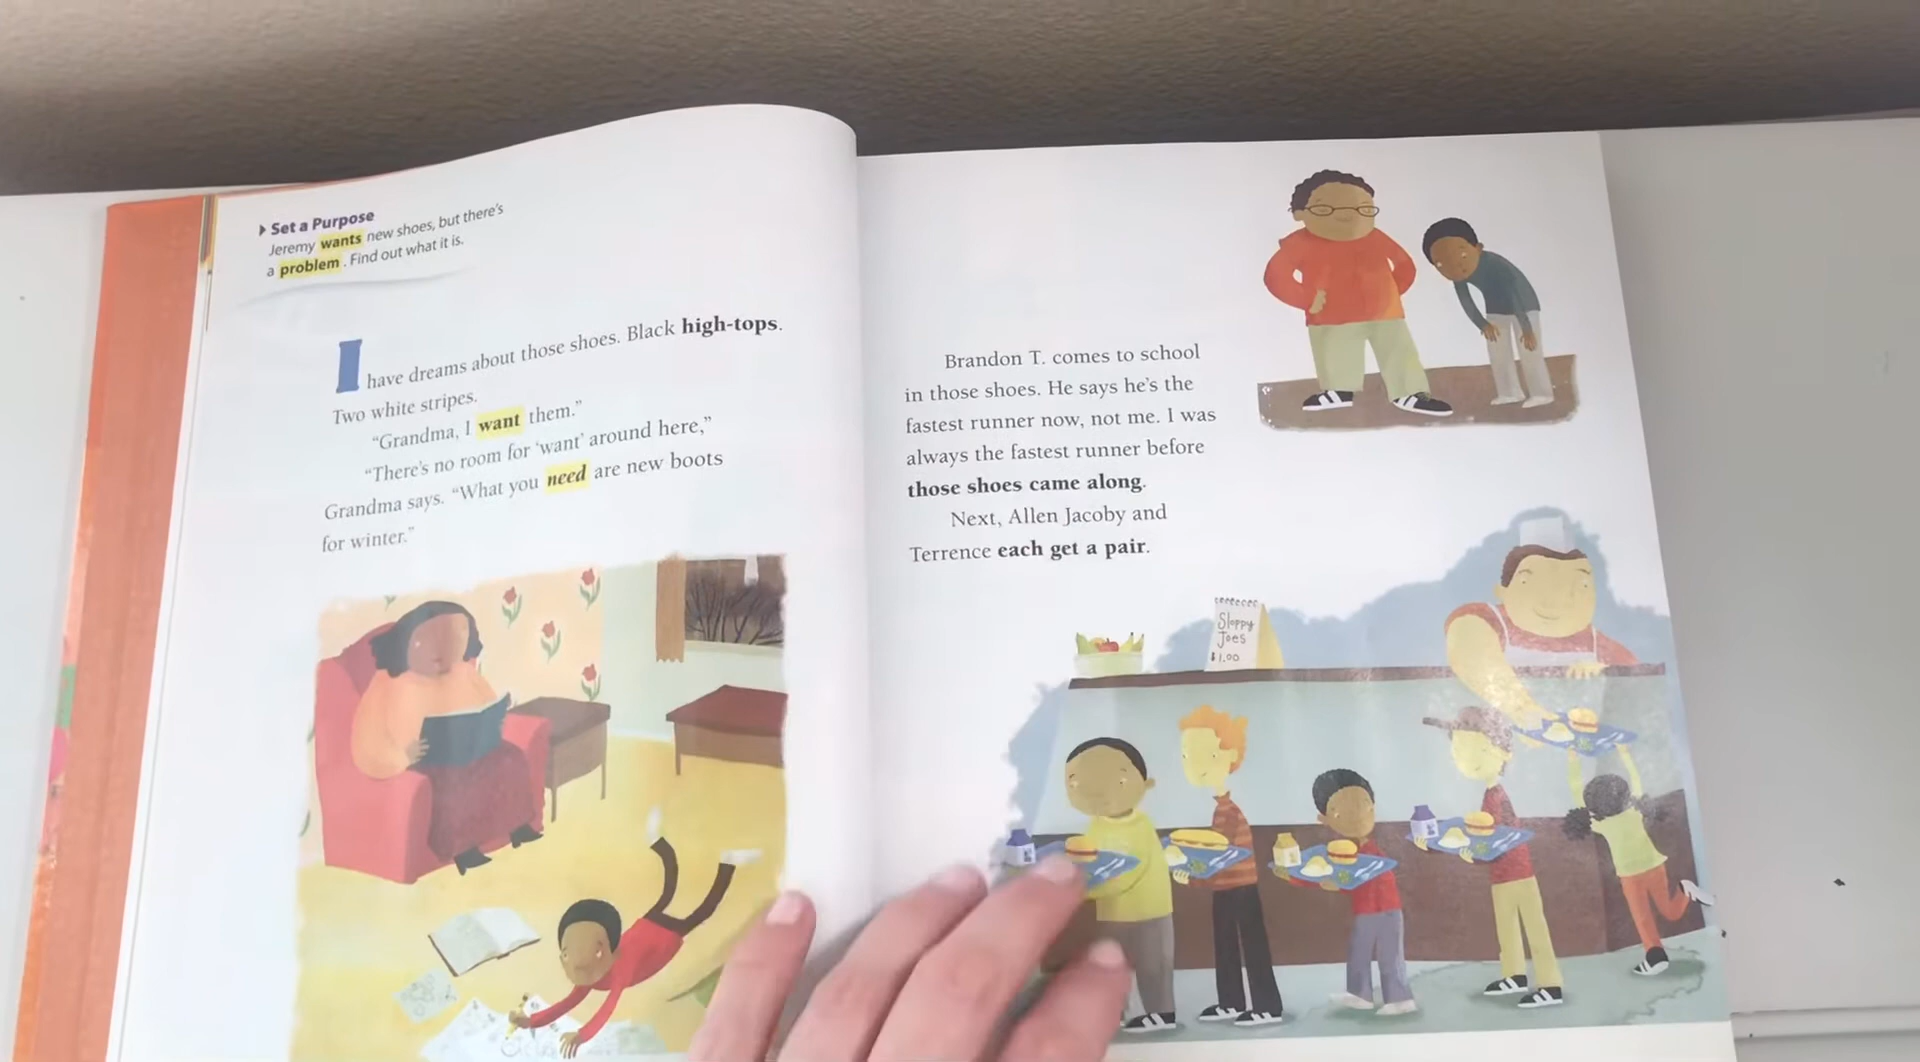 Set a Purpose
Jeremy wants new shoes, but there's
a problem. Find out what it is.
I have dreams about those shoes. Black high-tops.
Two white stripes.
“Grandma, I want them.”
“There's no room for ‘want’ around here,”
Grandma says. “What you need are new boots
for winter.”
Brandon T. comes to school
in those shoes. He says he's the
fastest runner now, not me. I was
always the fastest runner before
those shoes came along.
Next, Allen Jacoby and
Terrence each get a pair.
Sloppy
Joes
$1.00